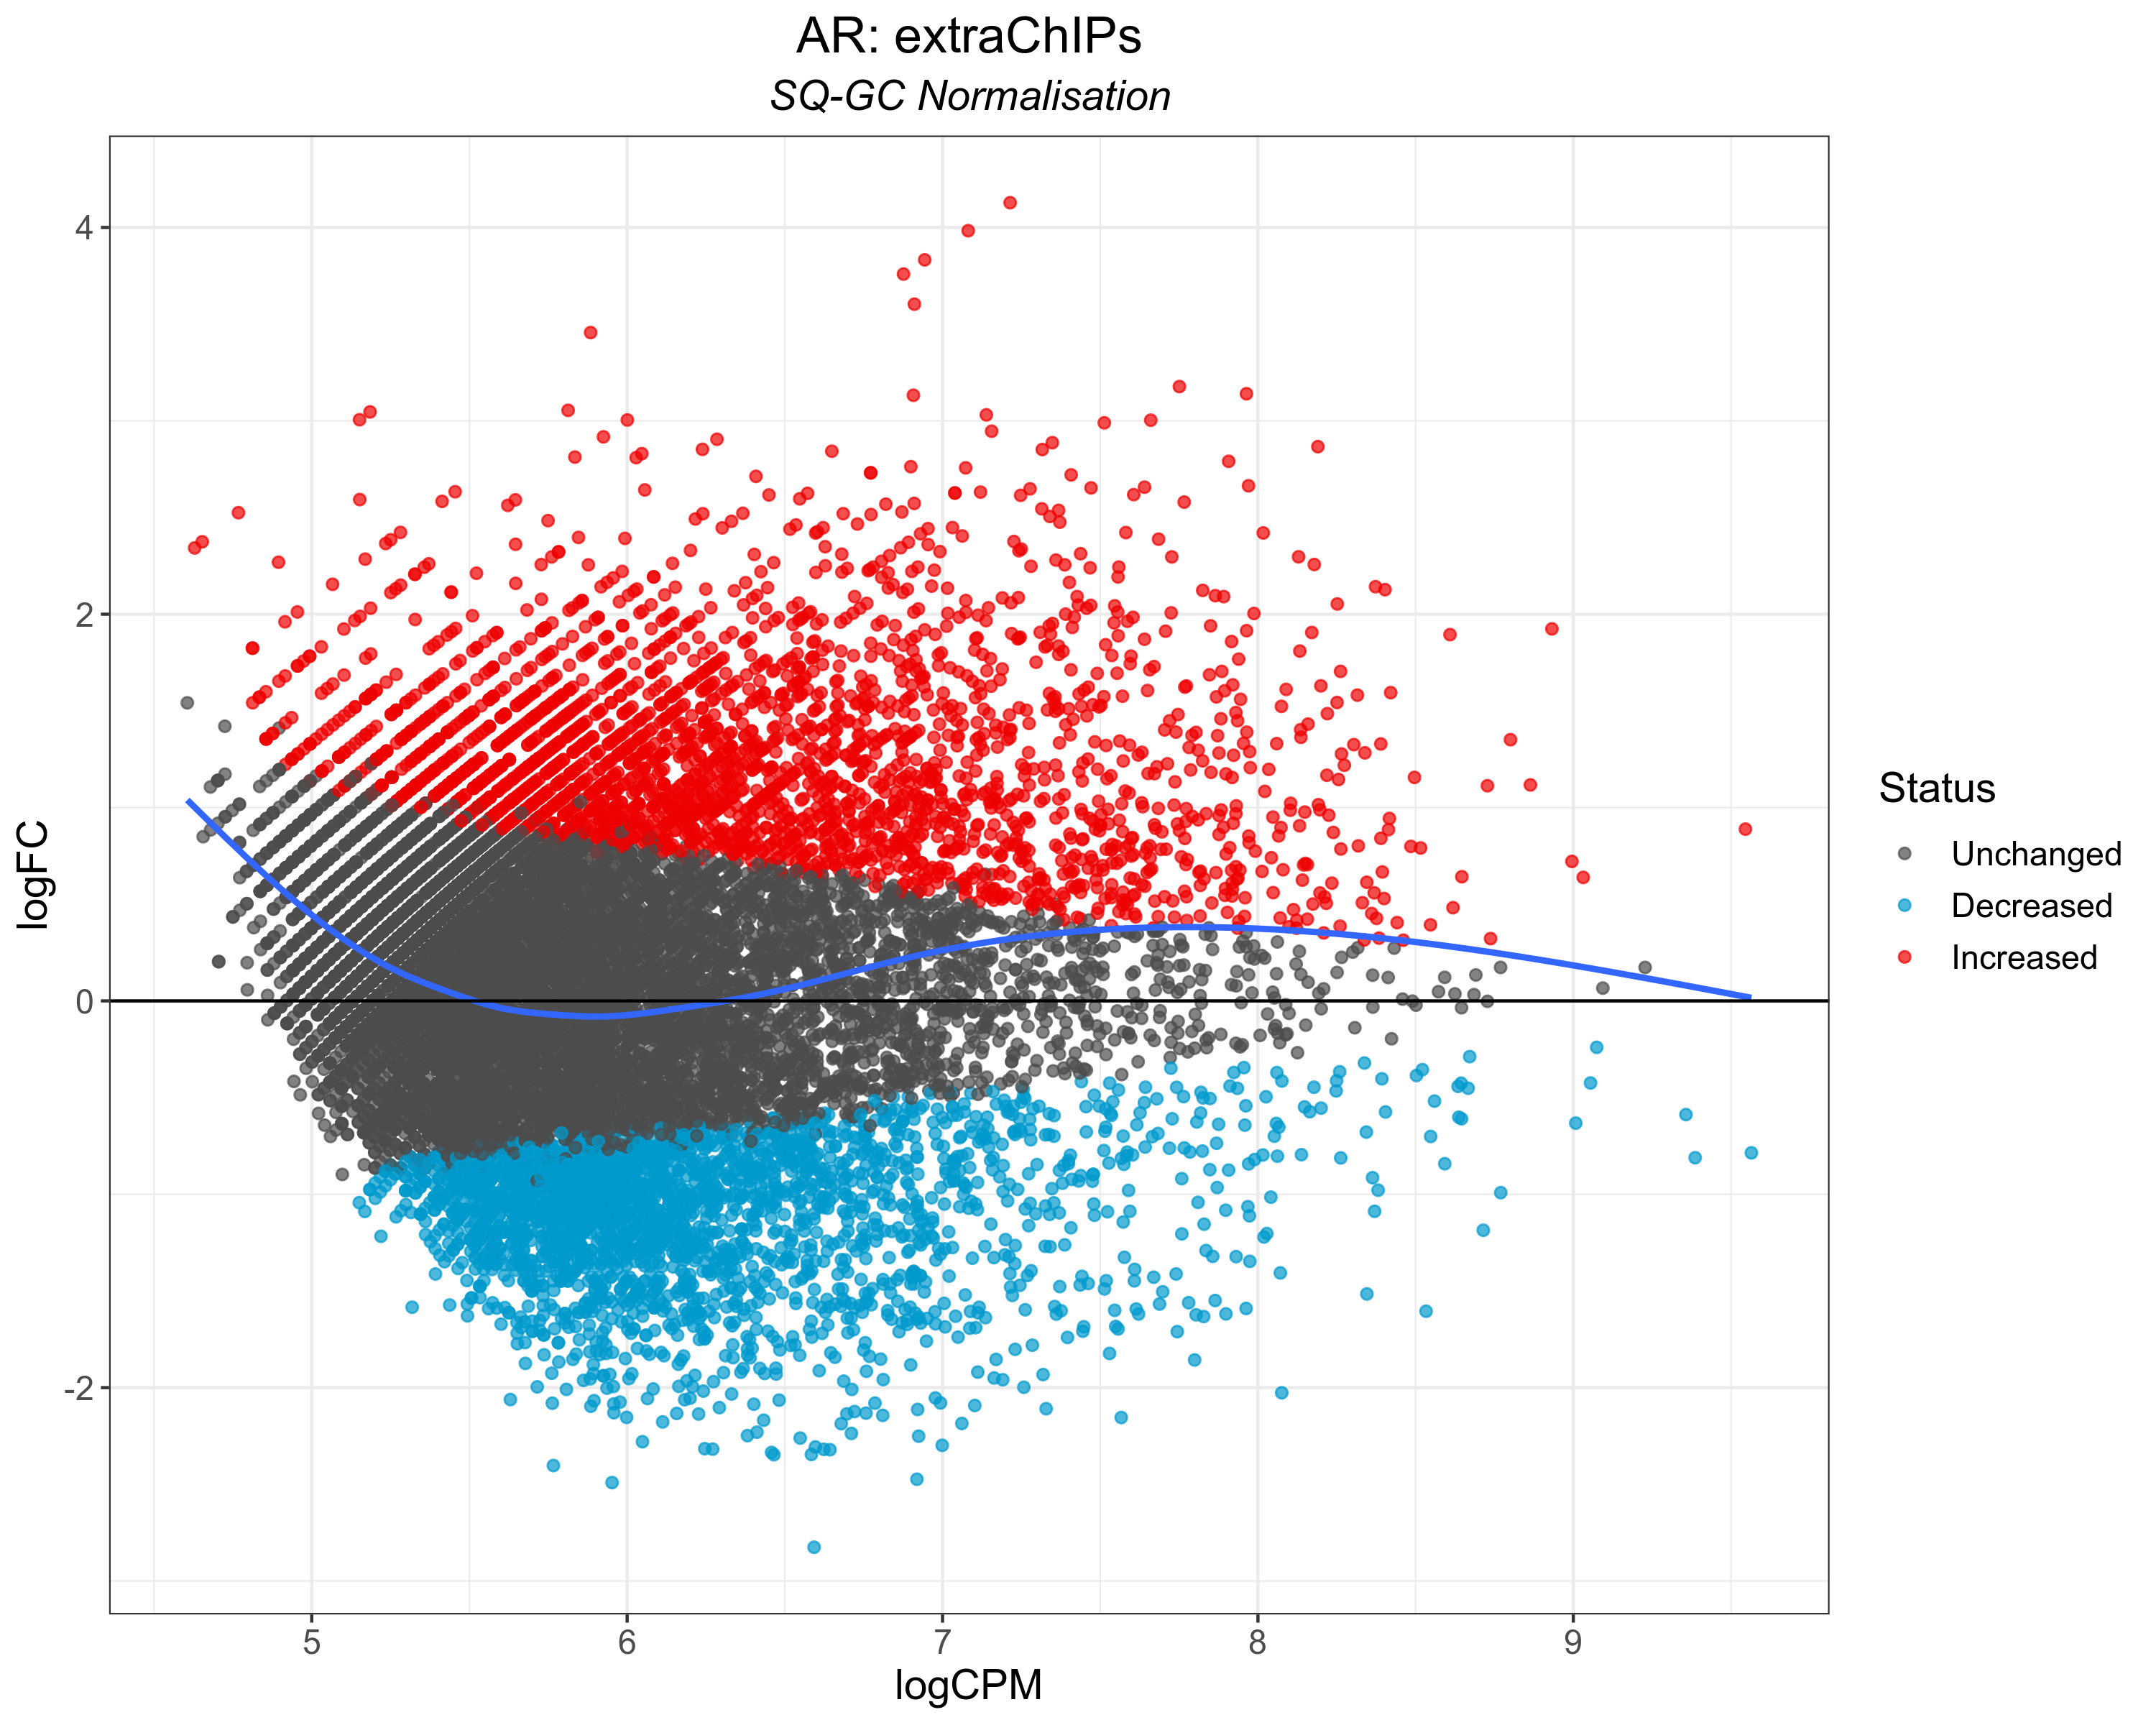 AR: extraChIPs
SQ-GC Normalisation
logFC
4
2
0
-2
5 6 7 8 9
logCPM
Status
Unchanged
Decreased
Increased